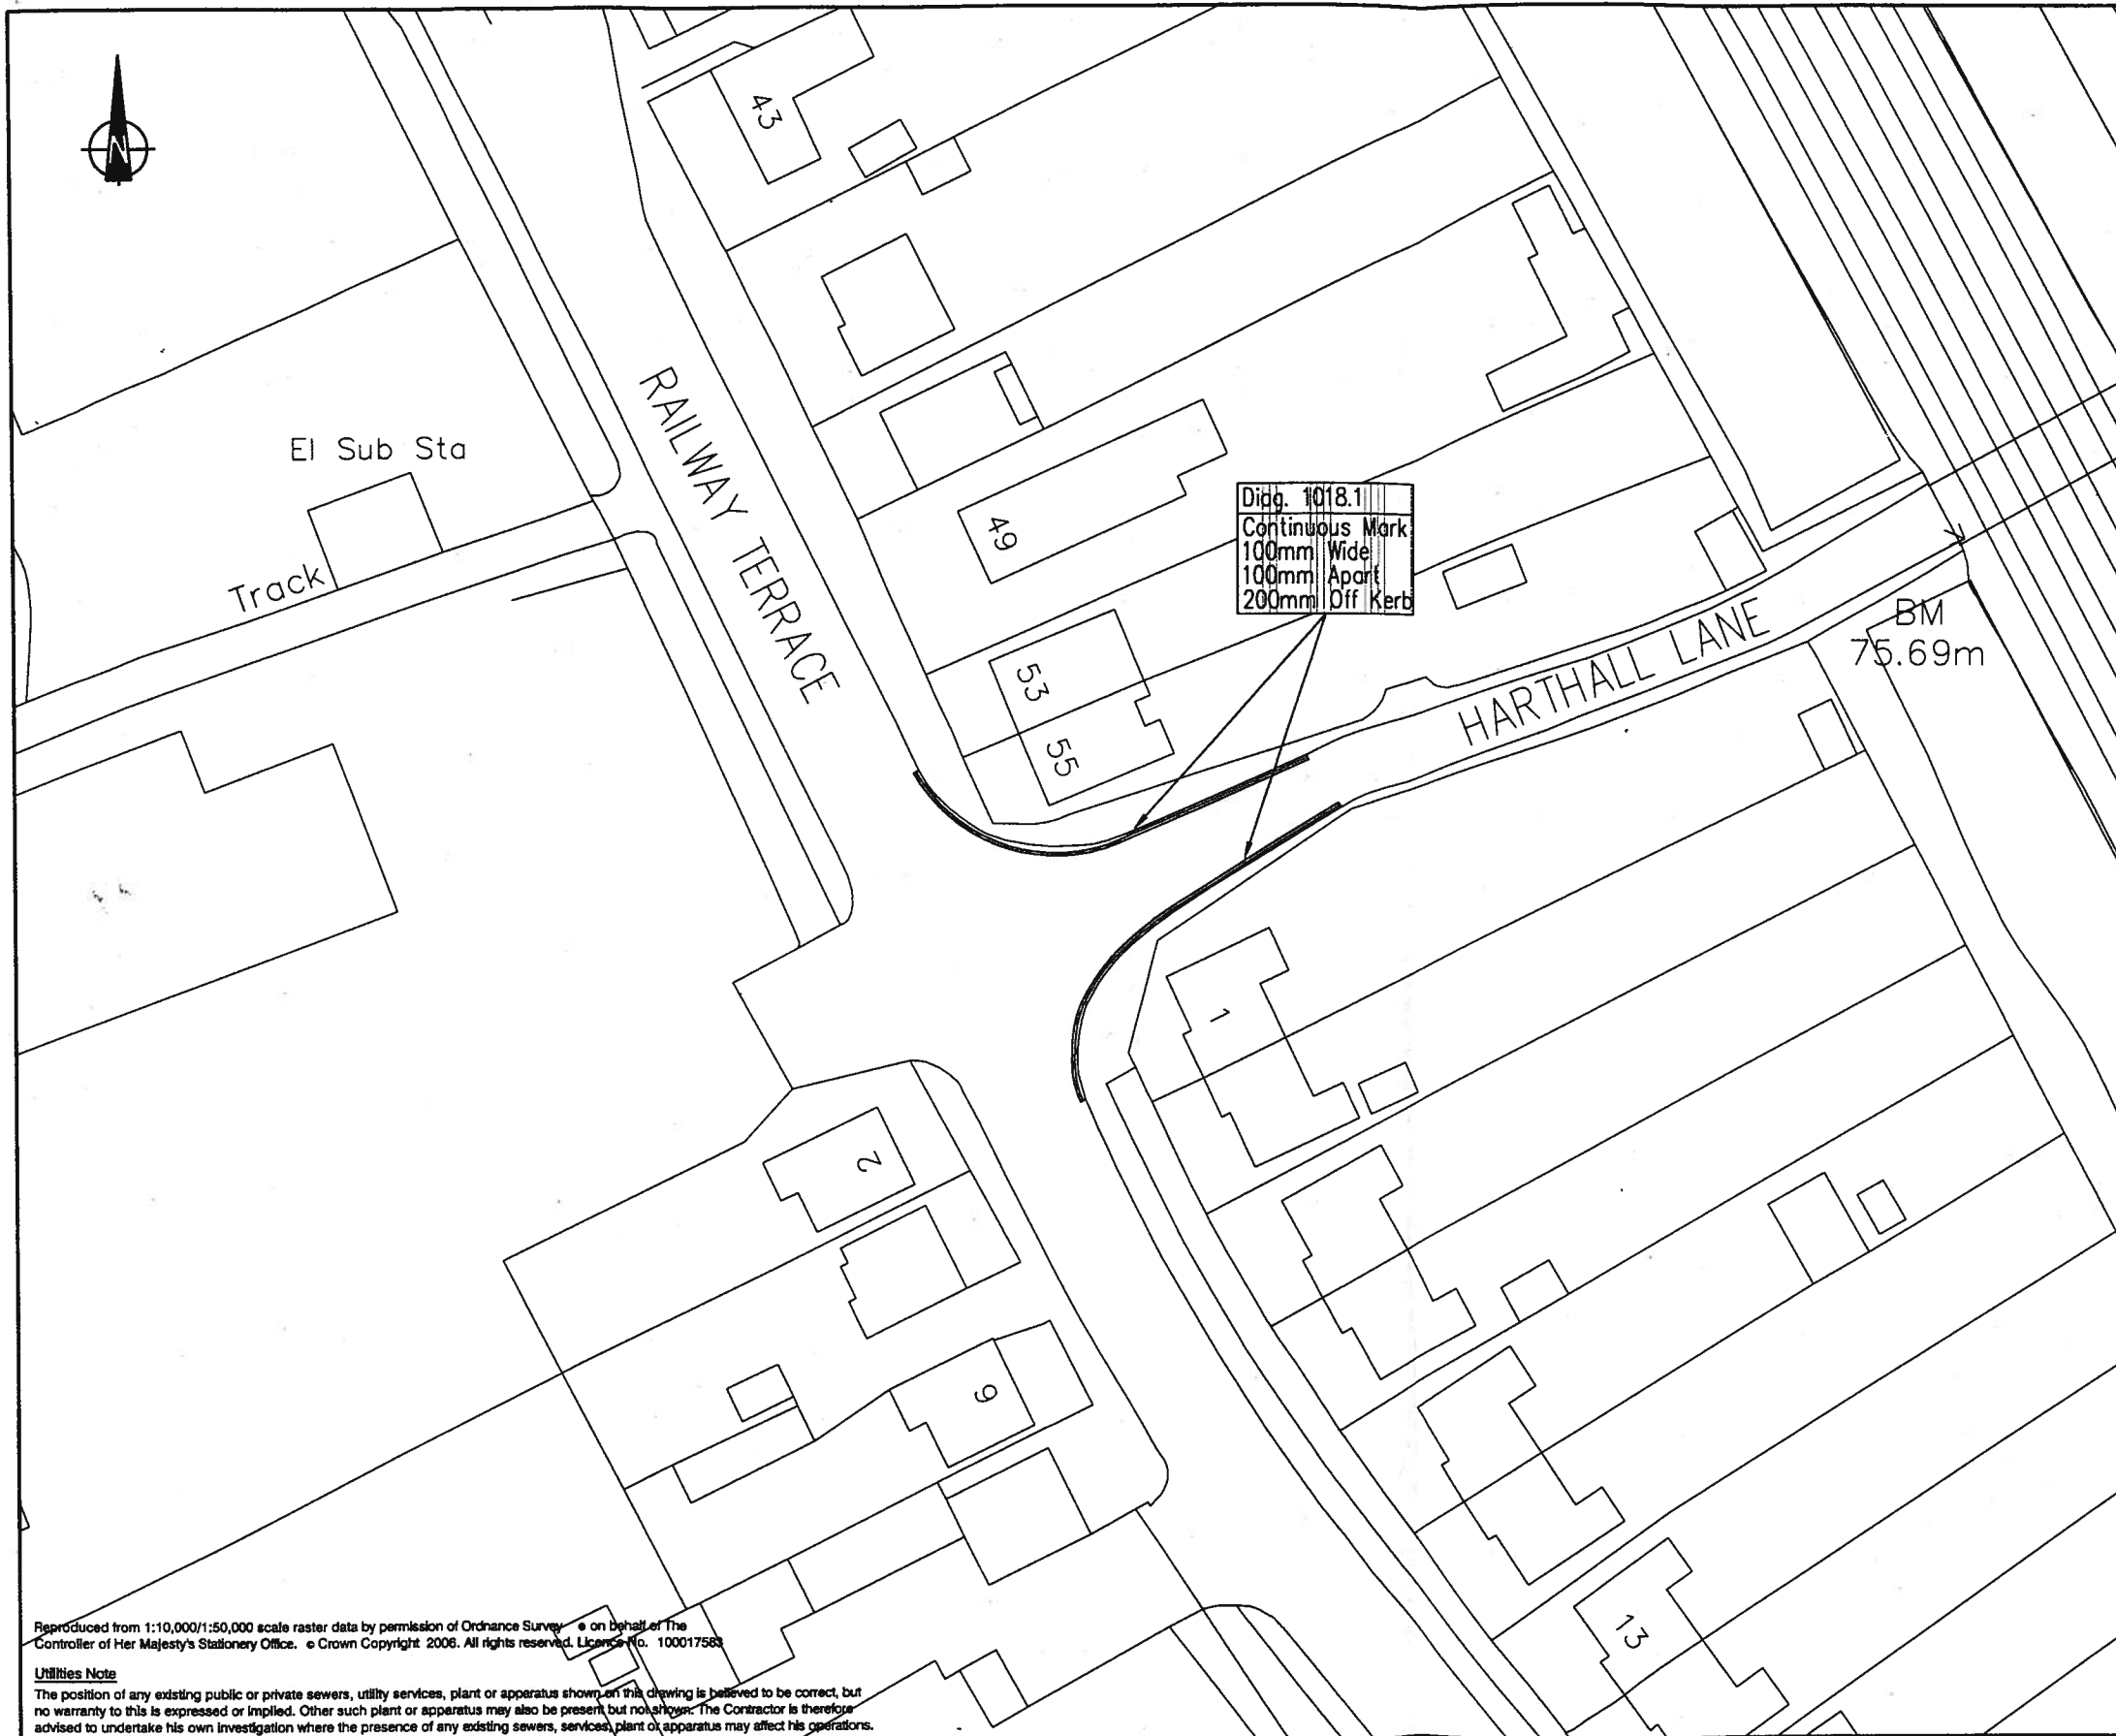 N
43
RAILWAY TERRACE
El Sub Sta
Track
49
Diag. 1018.1
Continuous Mark
100mm Wide
100mm Apart
200mm Off Kerb
BM
75.69m
HARTHALL LANE
53
55
1
2
9
13
Reproduced from 1:10,000/1:50,000 scale raster data by permission of Ordnance Survey © on behalf of The
Controller of Her Majesty's Stationery Office. © Crown Copyright 2006. All rights reserved. Licence No. 100017583
Utilities Note
The position of any existing public or private sewers, utility services, plant or apparatus shown on this drawing is believed to be correct, but
no warranty to this is expressed or implied. Other such plant or apparatus may also be present but not shown. The Contractor is therefore
advised to undertake his own investigation where the presence of any existing sewers, services, plant or apparatus may affect his operations.